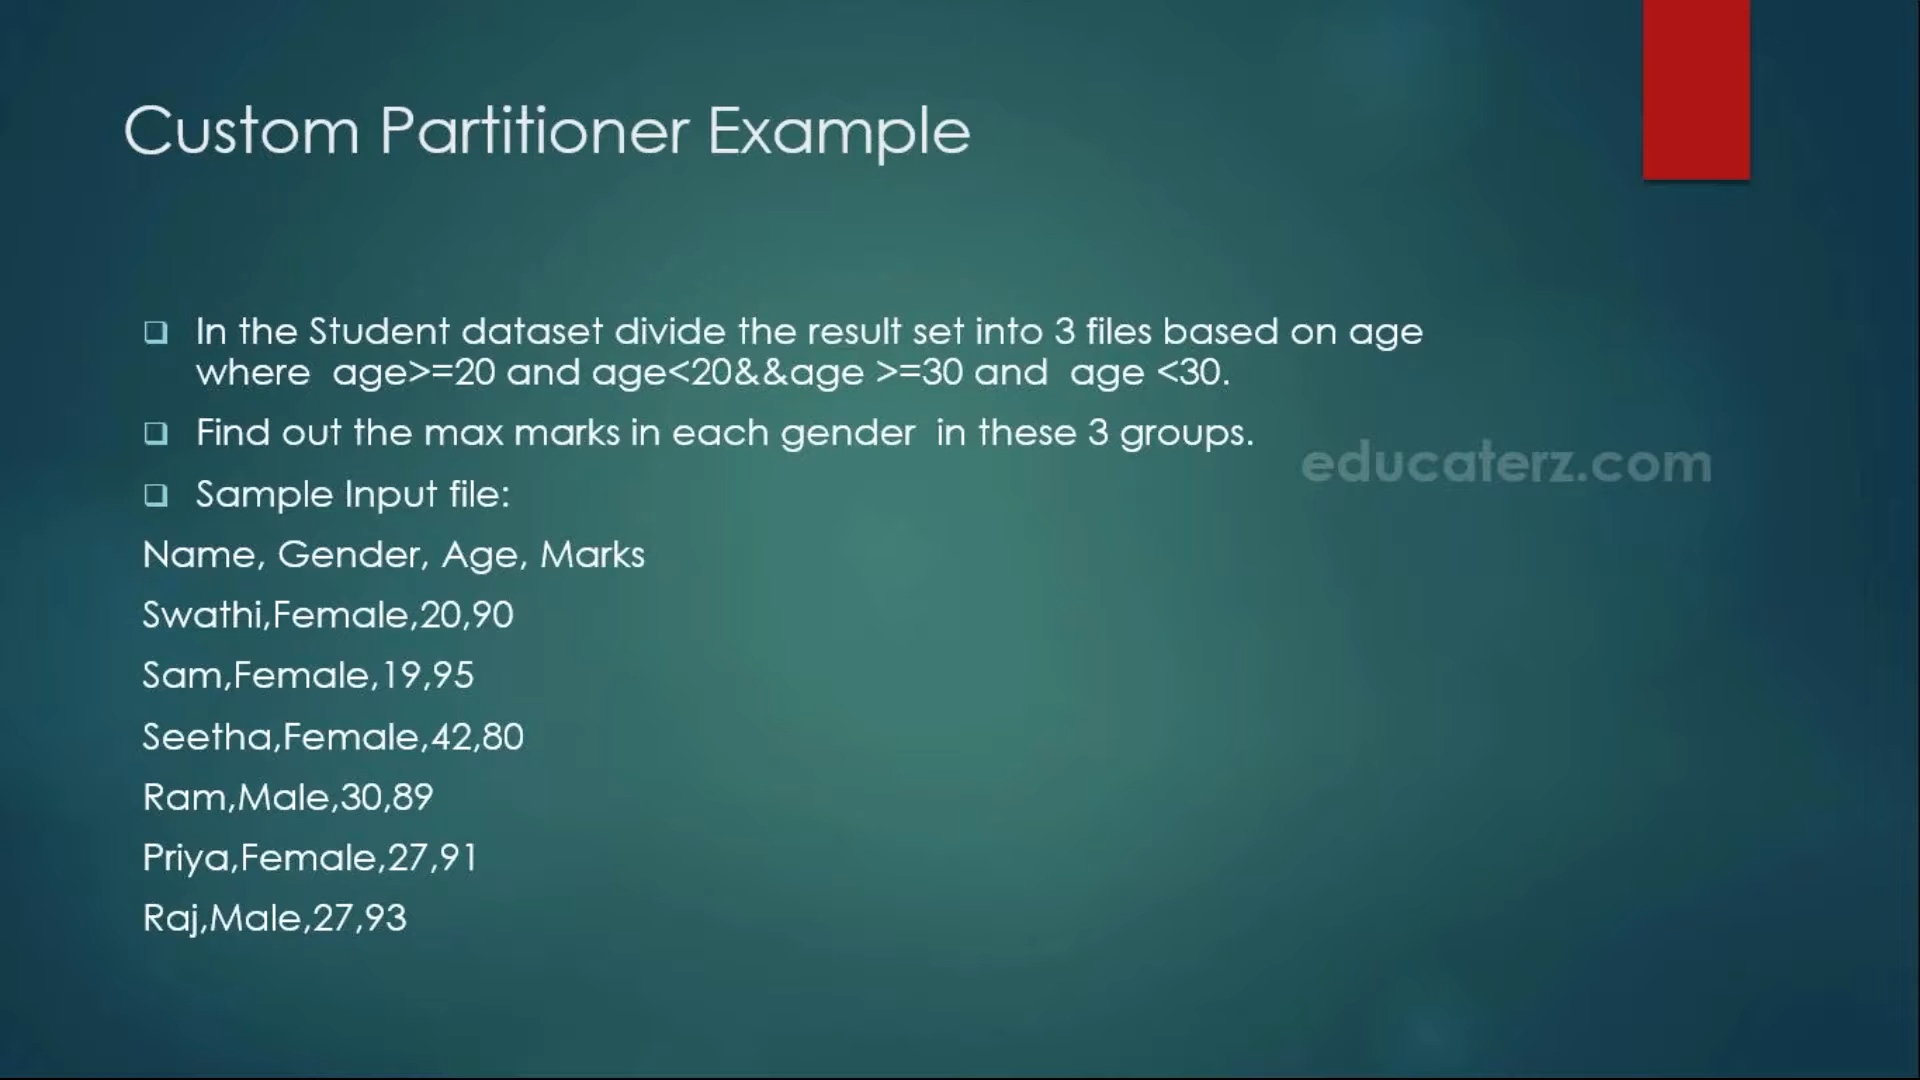 Custom Partitioner Example
❑ In the Student dataset divide the result set into 3 files based on age
where  age>=20 and age<20&&age >=30 and  age <30.
❑ Find out the max marks in each gender  in these 3 groups.
educaterz.com
❑ Sample Input file:
Name, Gender, Age, Marks
Swathi,Female,20,90
Sam,Female,19,95
Seetha,Female,42,80
Ram,Male,30,89
Priya,Female,27,91
Raj,Male,27,93